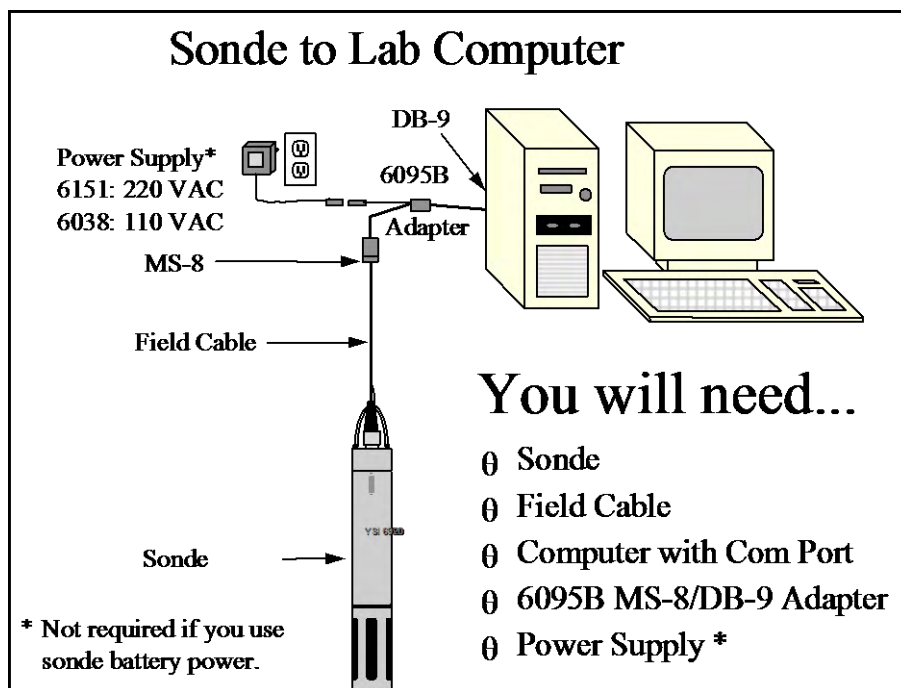 Sonde to Lab Computer
DB-9
Power Supply*
6151: 220 VAC
6038: 110 VAC
6095B
Adapter
MS-8
Field Cable
Sonde
* Not required if you use
sonde battery power.
You will need...
θ Sonde
θ Field Cable
θ Computer with Com Port
θ 6095B MS-8/DB-9 Adapter
θ Power Supply *
YSI